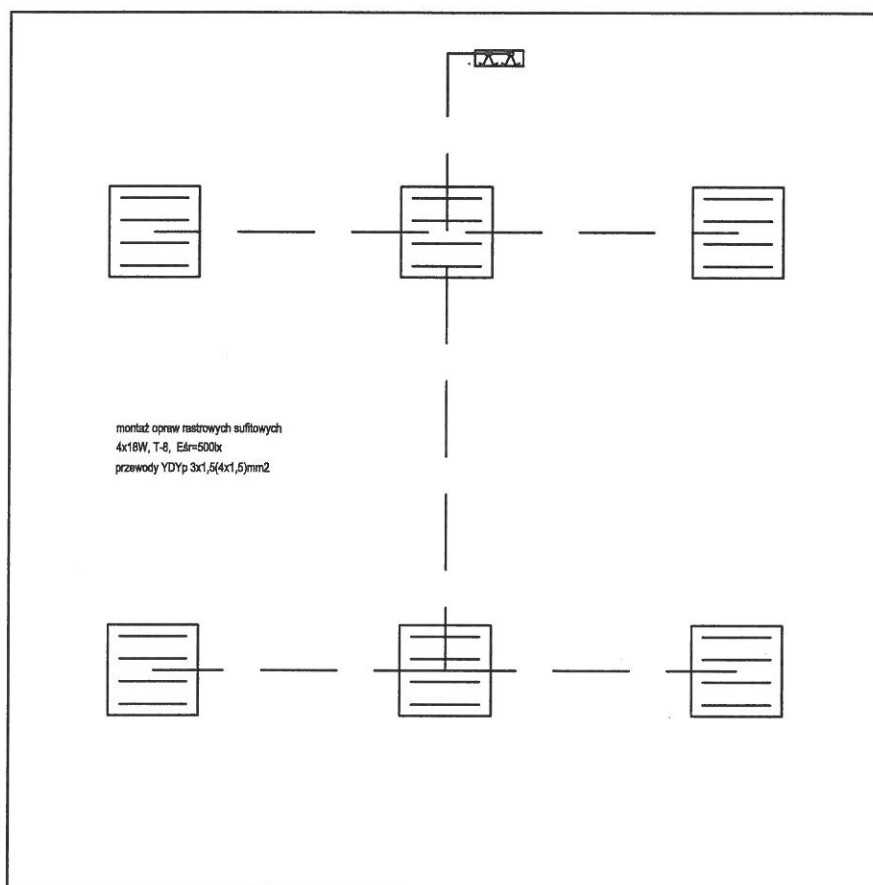 montaż opraw rastrowych sufitowych
4x18W, T-8, Eśr=500lx
przewody YDYp 3x1,5(4x1,5)mm2